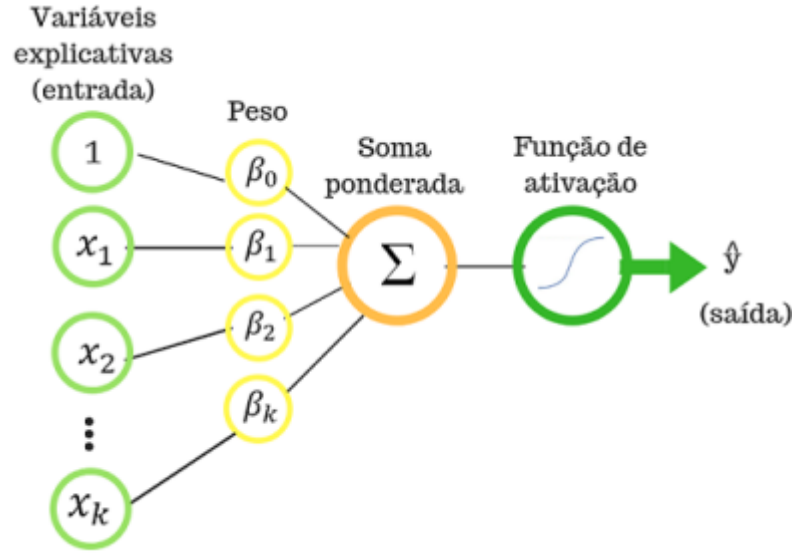 Variáveis
explicativas
(entrada)
Peso
Soma
ponderada
Função de
ativação
1
x₁
x₂
⋮
xₖ
β₀
β₁
β₂
βₖ
Σ
ŷ
(saída)